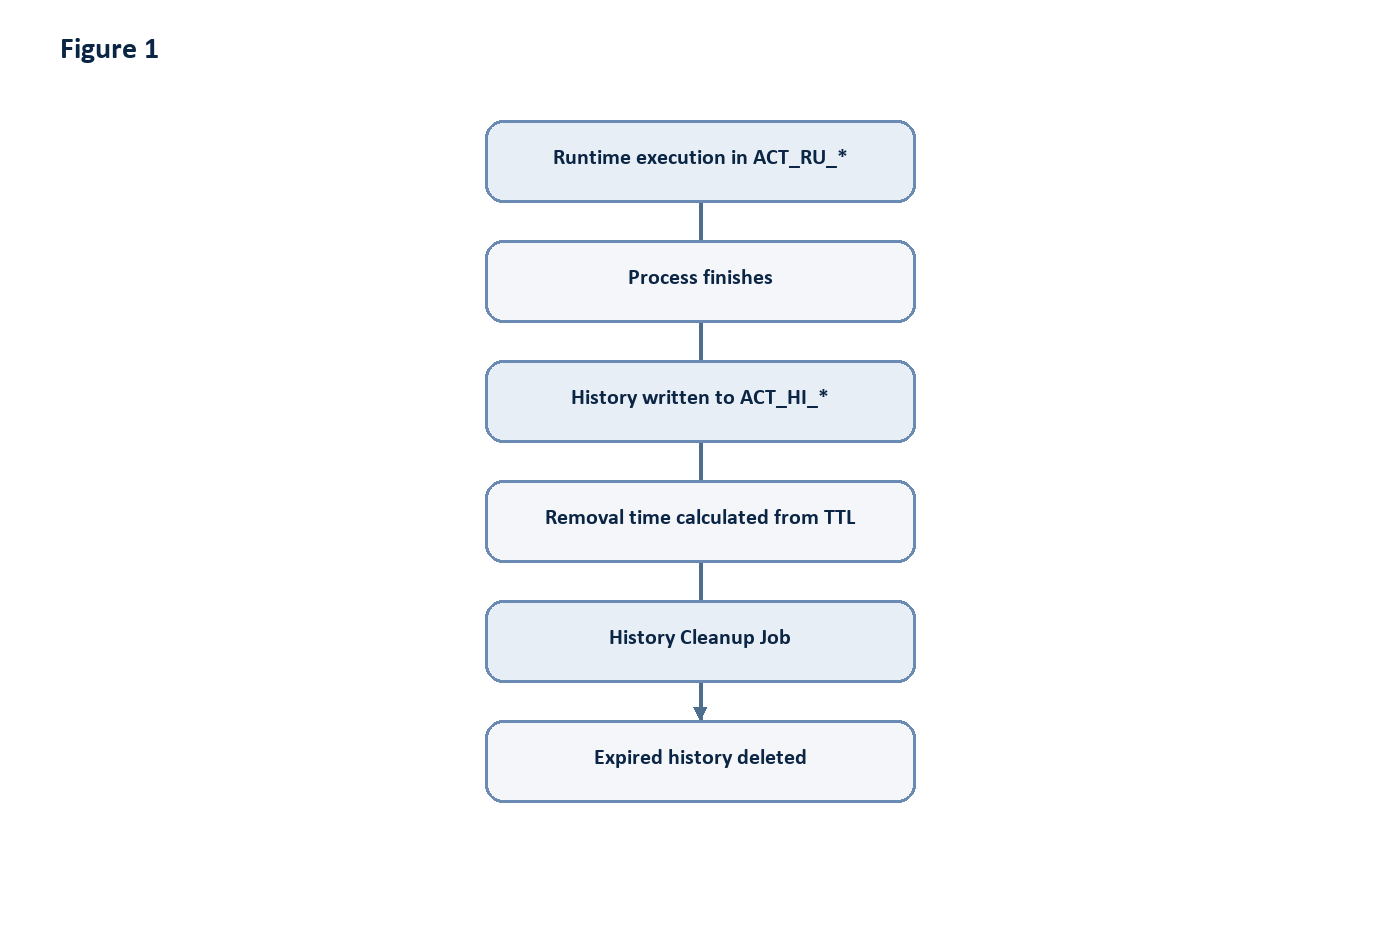 Figure 1
Runtime execution in ACT_RU_*
Process finishes
History written to ACT_HI_*
Removal time calculated from TTL
History Cleanup Job
Expired history deleted